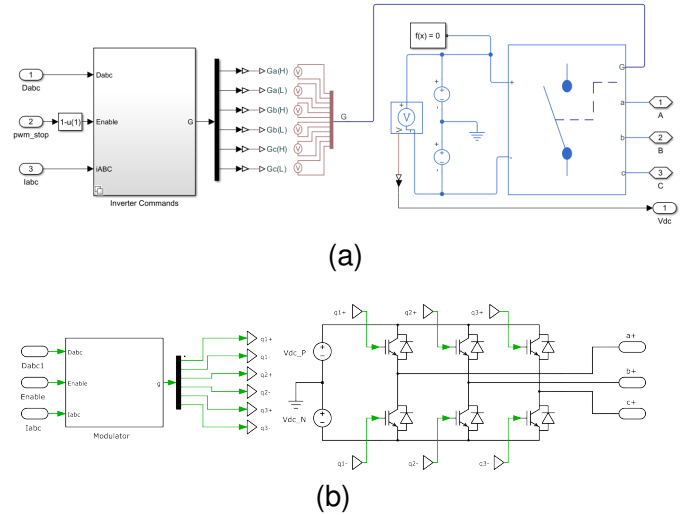 f(x) = 0
1
Dabc
Dabc
2
pwm_stop
1-u(1)
Enable
3
Iabc
iABC
G
Inverter Commands
Ga(H)
Ga(L)
Gb(H)
Gb(L)
Gc(H)
Gc(L)
V
V
V
V
V
V
G
+
V
V
+
-
+
-
G
+
-
a
b
c
1
A
2
B
3
C
1
Vdc
(a)
Dabc1
Enable
Iabc
Dabc
Enable
Iabc
g
Modulator
q1+
q1-
q2+
q2-
q3+
q3-
Vdc_P
+
-
Vdc_N
+
-
q1+
q2+
q3+
q1-
q2-
q3-
a+
b+
c+
(b)